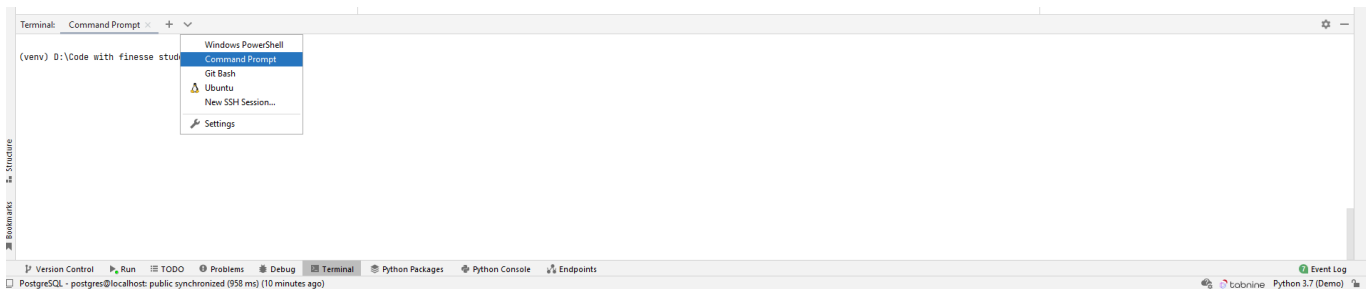 Terminal: Command Prompt × + 
Windows PowerShell
(venv) D:\Code with finesse stud
Command Prompt
Git Bash
Ubuntu
New SSH Session...
Settings
Structure
Bookmarks
Version Control Run TODO Problems Debug Terminal Python Packages Python Console Endpoints 7 Event Log
PostgreSQL - postgres@localhost: public synchronized (958 ms) (10 minutes ago) tabnine Python 3.7 (Demo)